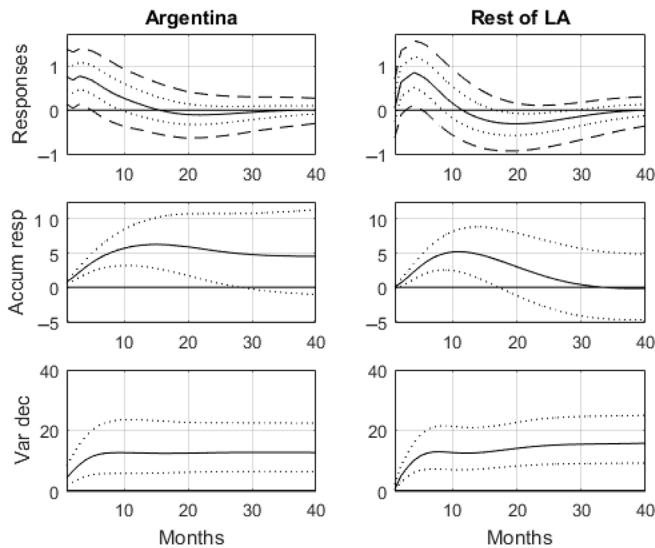 Argentina Rest of LA
Responses
1 1
0 0
–1 –1
10 20 30 40 10 20 30 40
Accum resp
1 0 10
5 5
0 0
–5 –5
10 20 30 40 10 20 30 40
Var dec
40 40
20 20
0 0
10 20 30 40 10 20 30 40
Months Months